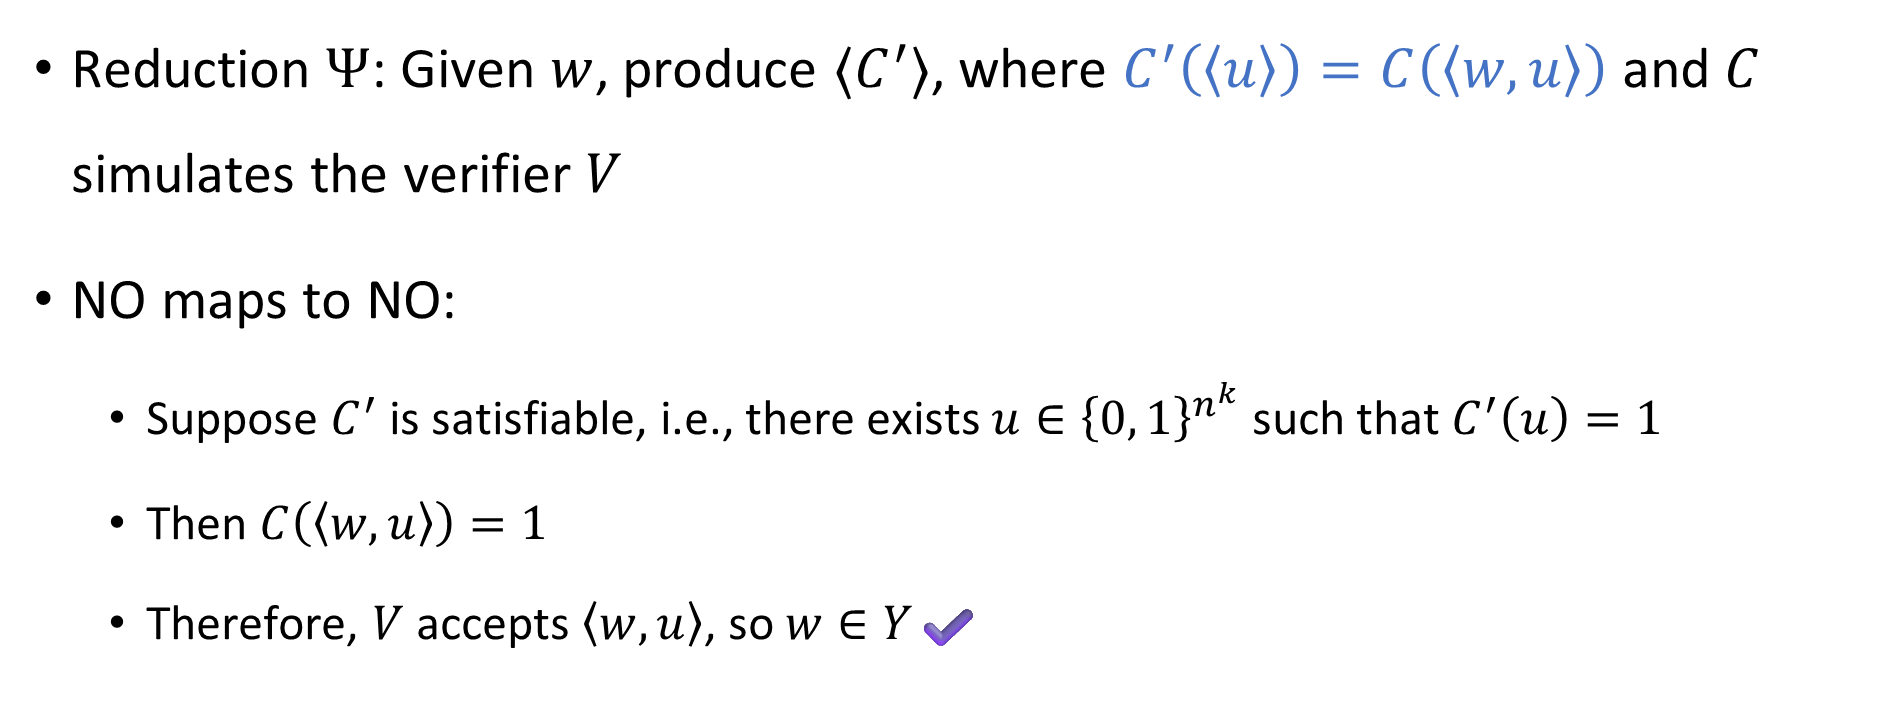 • Reduction Ψ: Given w, produce ⟨C′⟩, where C′(⟨u⟩) = C(⟨w, u⟩) and C
simulates the verifier V
• NO maps to NO:
• Suppose C′ is satisfiable, i.e., there exists u ∈ {0, 1}^{n^k} such that C′(u) = 1
• Then C(⟨w, u⟩) = 1
• Therefore, V accepts ⟨w, u⟩, so w ∈ Y ✔